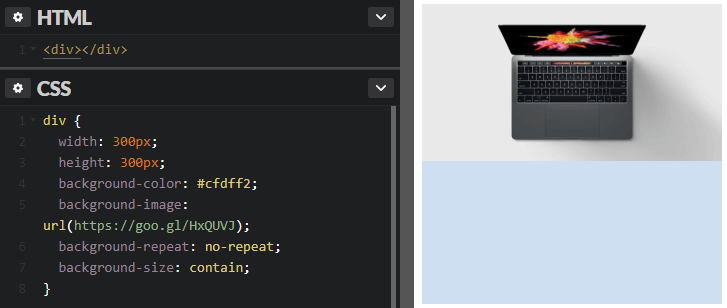 HTML
1 <div></div>
CSS
1 div {
2 width: 300px;
3 height: 300px;
4 background-color: #cfdff2;
5 background-image:
url(https://goo.gl/HxQUVJ);
6 background-repeat: no-repeat;
7 background-size: contain;
8 }